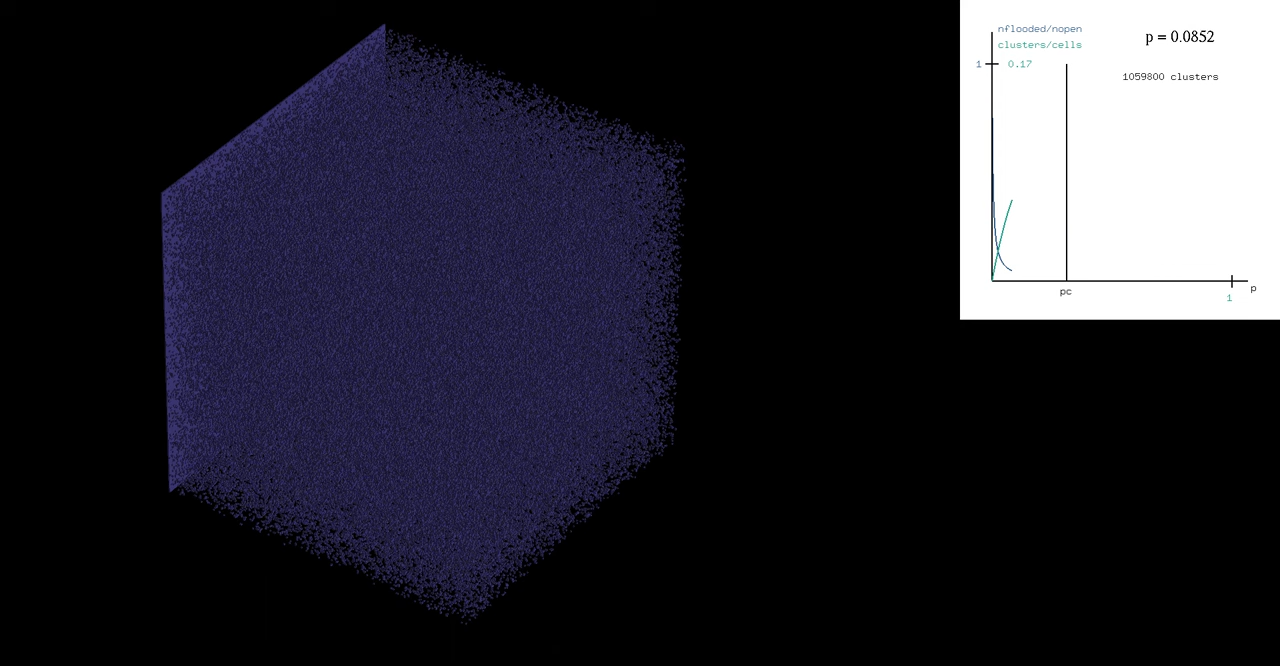 nflooded/nopen
clusters/cells
p = 0.0852
1 0.17
1059800 clusters
pc
1
p